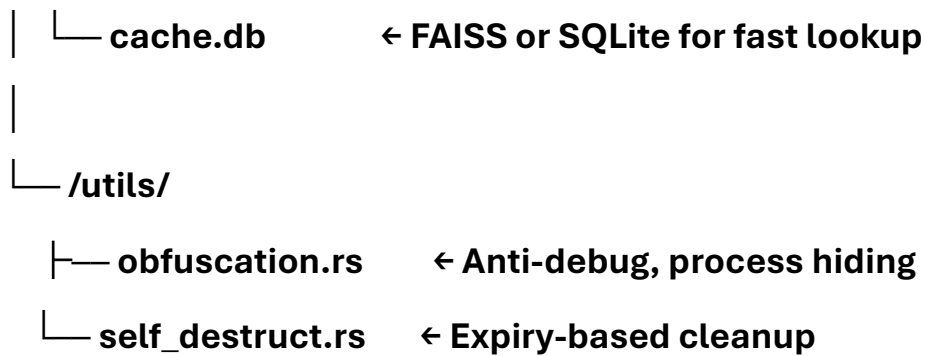 │ └── cache.db ← FAISS or SQLite for fast lookup
│
└── /utils/
├── obfuscation.rs ← Anti-debug, process hiding
└── self_destruct.rs ← Expiry-based cleanup